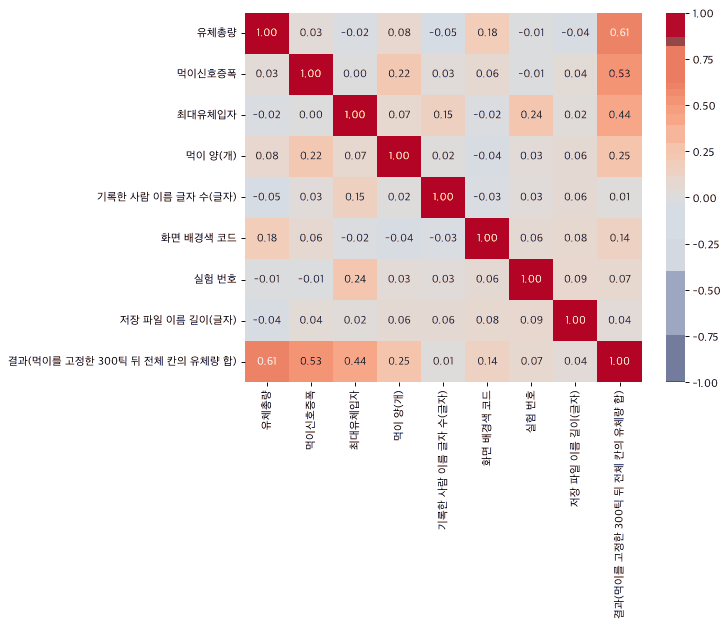 유체총량 1.00 0.03 -0.02 0.08 -0.05 0.18 -0.01 -0.04 0.61
먹이신호증폭 0.03 1.00 0.00 0.22 0.03 0.06 -0.01 0.04 0.53
최대유체입자 -0.02 0.00 1.00 0.07 0.15 -0.02 0.24 0.02 0.44
먹이 양(개) 0.08 0.22 0.07 1.00 0.02 -0.04 0.03 0.06 0.25
기록한 사람 이름 글자 수(글자) -0.05 0.03 0.15 0.02 1.00 -0.03 0.03 0.06 0.01
화면 배경색 코드 0.18 0.06 -0.02 -0.04 -0.03 1.00 0.06 0.08 0.14
실험 번호 -0.01 -0.01 0.24 0.03 0.03 0.06 1.00 0.09 0.07
저장 파일 이름 길이(글자) -0.04 0.04 0.02 0.06 0.06 0.08 0.09 1.00 0.04
결과(먹이를 고정한 300틱 뒤 전체 칸의 유체량 합) 0.61 0.53 0.44 0.25 0.01 0.14 0.07 0.04 1.00
유체총량
먹이신호증폭
최대유체입자
먹이 양(개)
기록한 사람 이름 글자 수(글자)
화면 배경색 코드
실험 번호
저장 파일 이름 길이(글자)
결과(먹이를 고정한 300틱 뒤 전체 칸의 유체량 합)
1.00
0.75
0.50
0.25
0.00
-0.25
-0.50
-0.75
-1.00